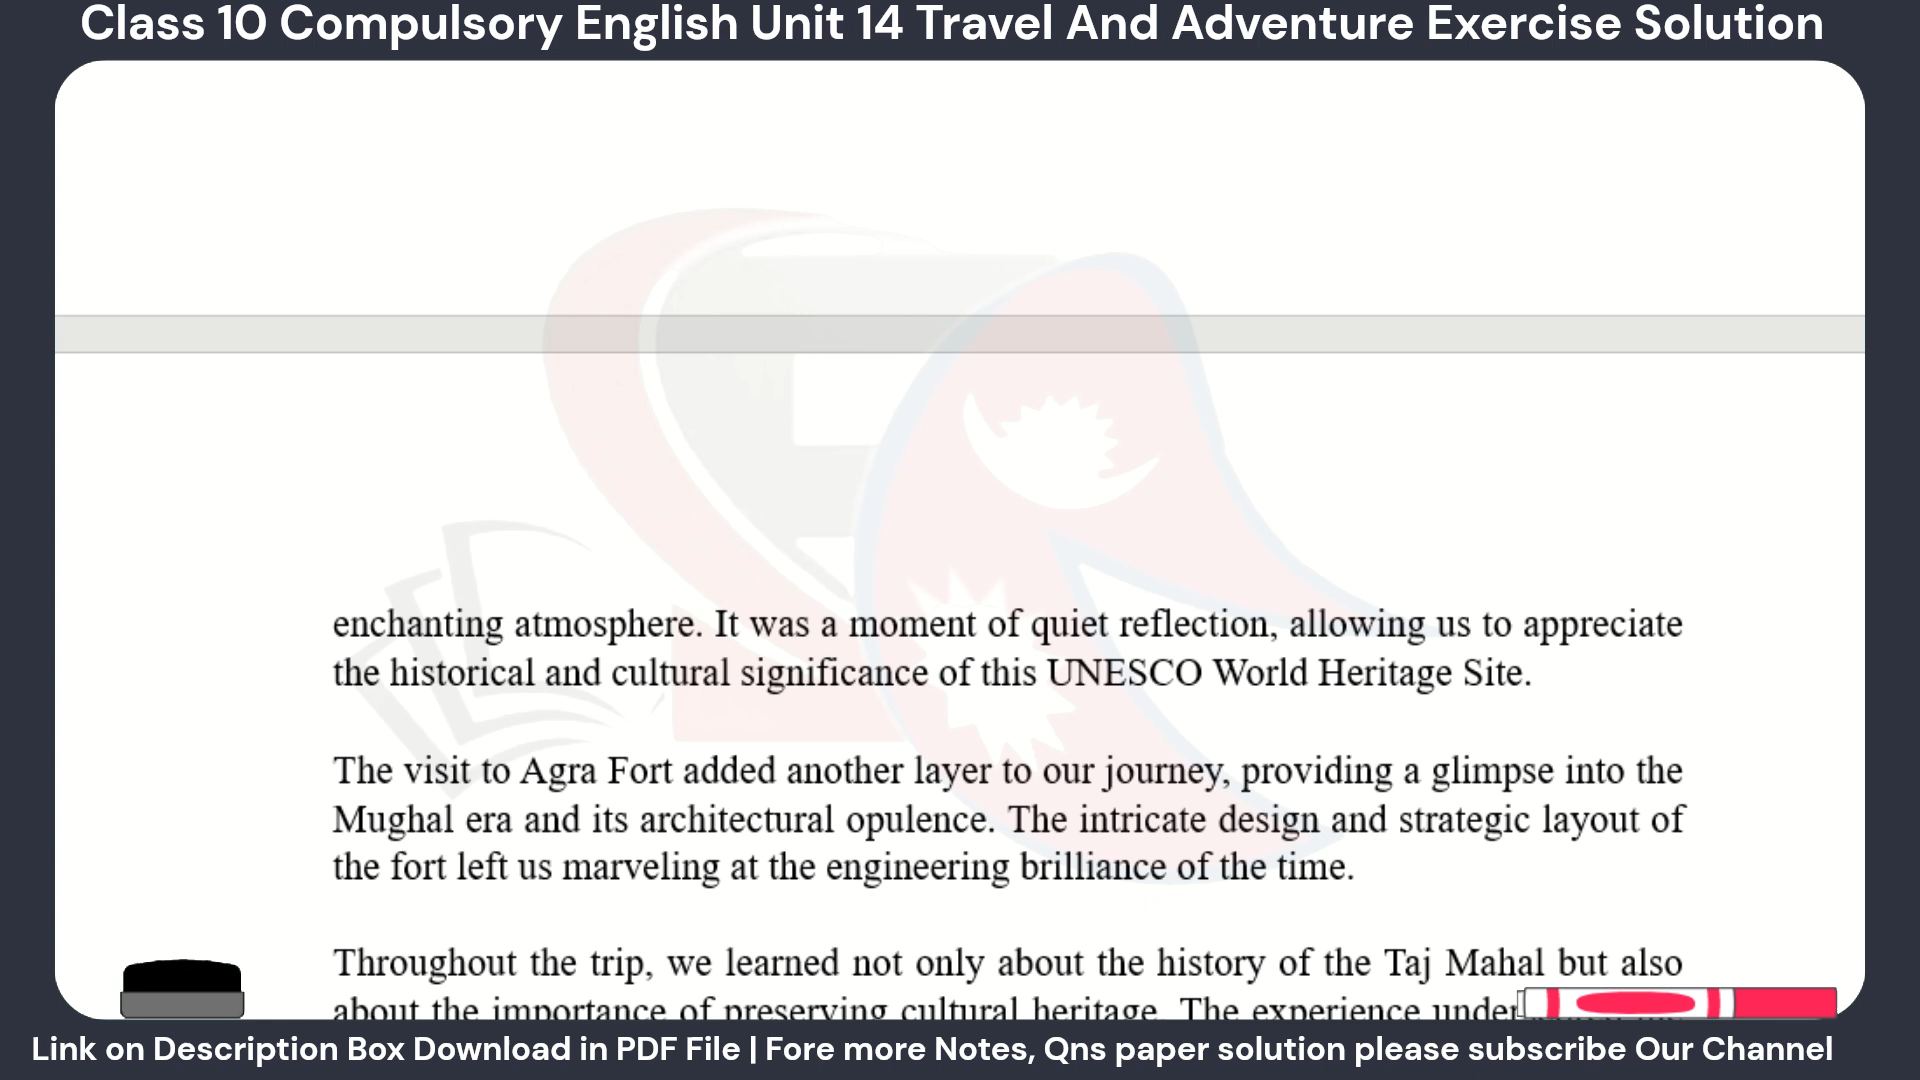 Class 10 Compulsory English Unit 14 Travel And Adventure Exercise Solution
enchanting atmosphere. It was a moment of quiet reflection, allowing us to appreciate
the historical and cultural significance of this UNESCO World Heritage Site.
The visit to Agra Fort added another layer to our journey, providing a glimpse into the
Mughal era and its architectural opulence. The intricate design and strategic layout of
the fort left us marveling at the engineering brilliance of the time.
Throughout the trip, we learned not only about the history of the Taj Mahal but also
about the importance of preserving cultural heritage. The experience
Link on Description Box Download in PDF File | Fore more Notes, Qns paper solution please subscribe Our Channel